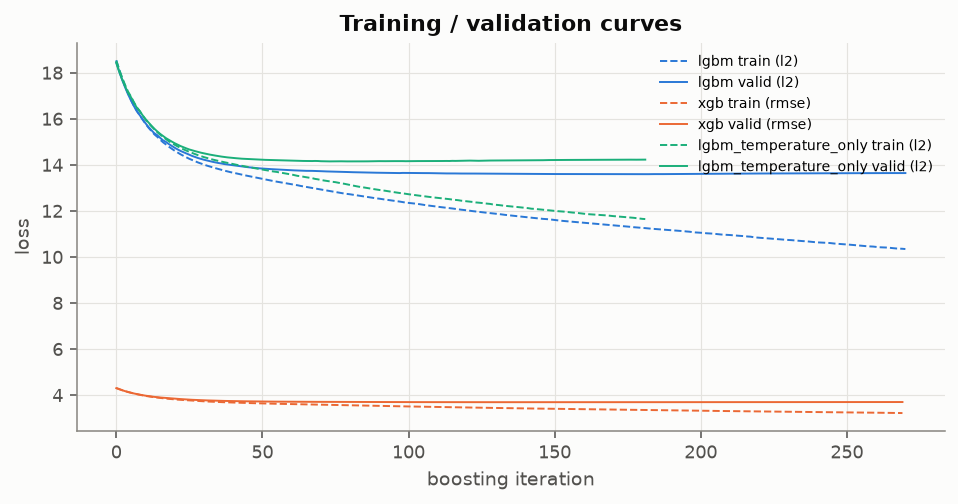 Training / validation curves
lgbm train (l2)
lgbm valid (l2)
xgb train (rmse)
xgb valid (rmse)
lgbm_temperature_only train (l2)
lgbm_temperature_only valid (l2)
loss
18
16
14
12
10
8
6
4
0 50 100 150 200 250
boosting iteration